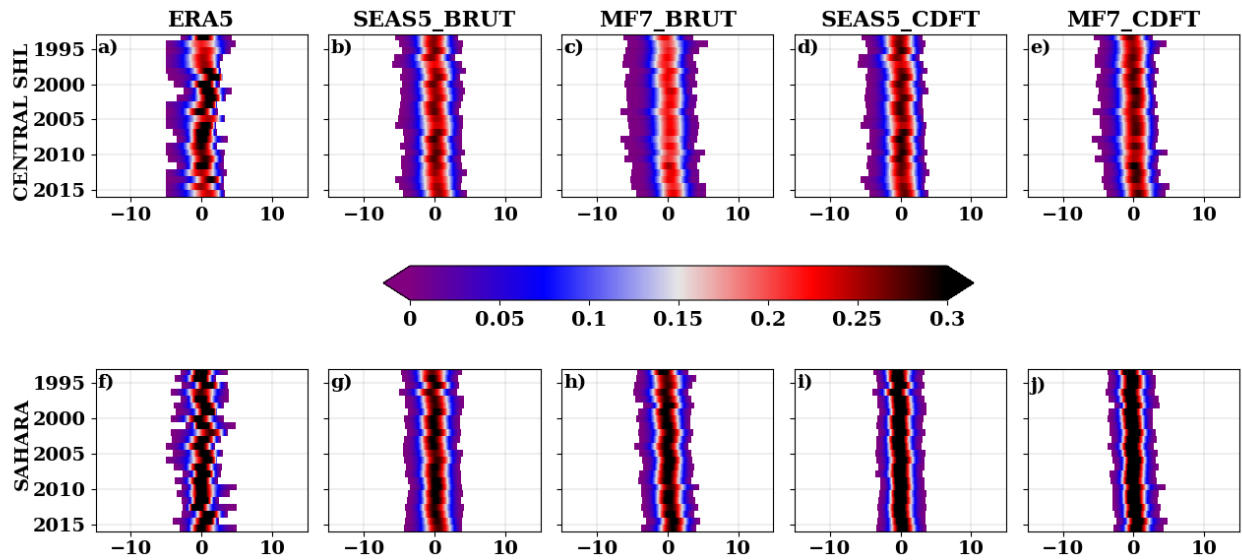 ERA5 SEAS5_BRUT MF7_BRUT SEAS5_CDFT MF7_CDFT
CENTRAL SHL
1995 a) b) c) d) e)
2000
2005
2010
2015
−10 0 10 −10 0 10 −10 0 10 −10 0 10 −10 0 10
0 0.05 0.1 0.15 0.2 0.25 0.3
SAHARA
1995 f) g) h) i) j)
2000
2005
2010
2015
−10 0 10 −10 0 10 −10 0 10 −10 0 10 −10 0 10